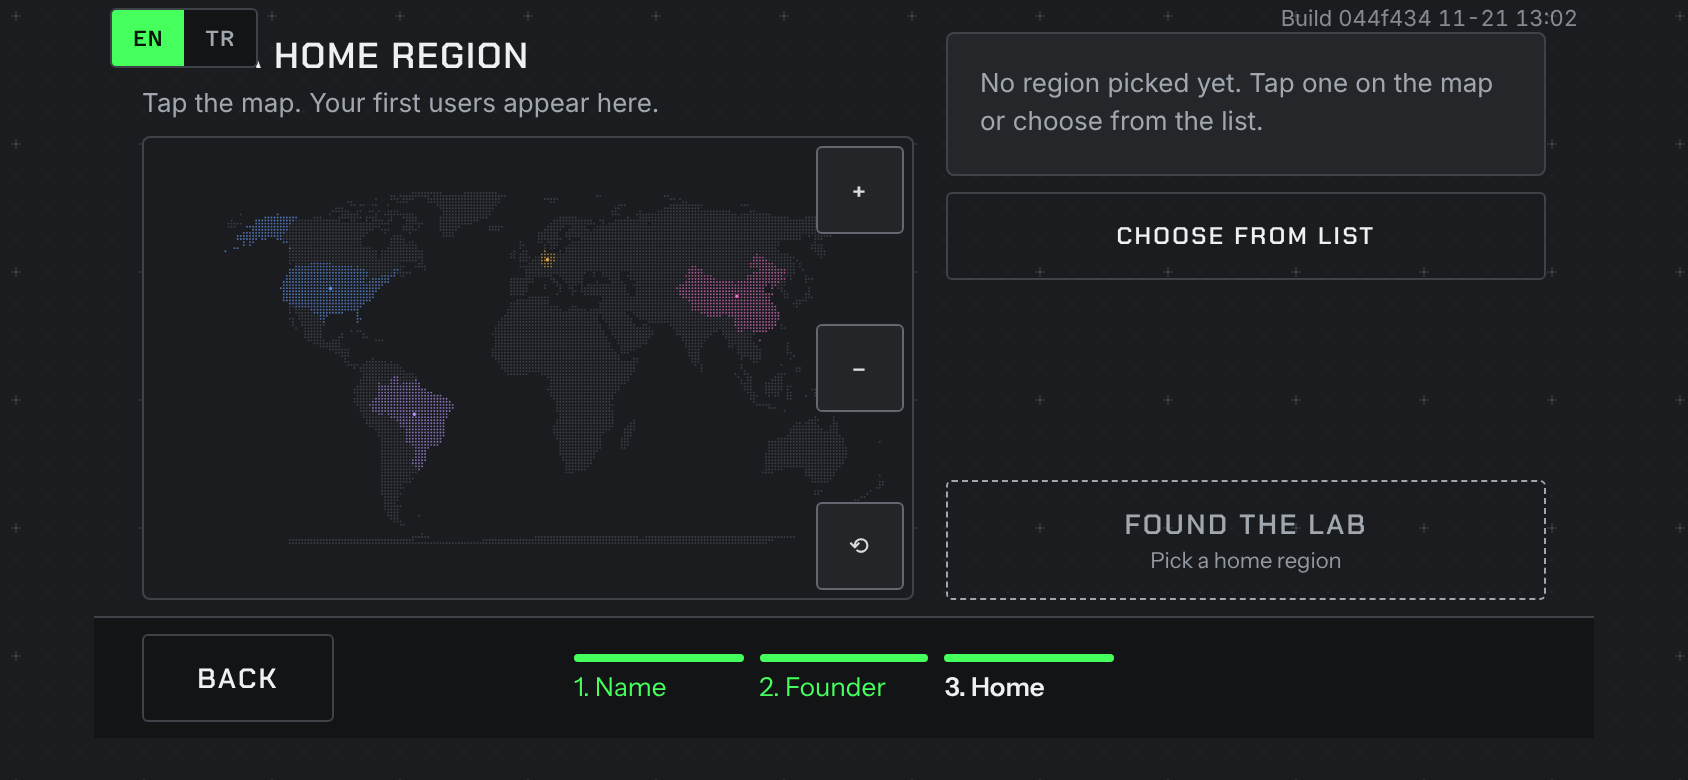 Build 044f434 11-21 13:02
EN TR
HOME REGION
Tap the map. Your first users appear here.
+
−
⟲
No region picked yet. Tap one on the map
or choose from the list.
CHOOSE FROM LIST
FOUND THE LAB
Pick a home region
BACK
1. Name
2. Founder
3. Home